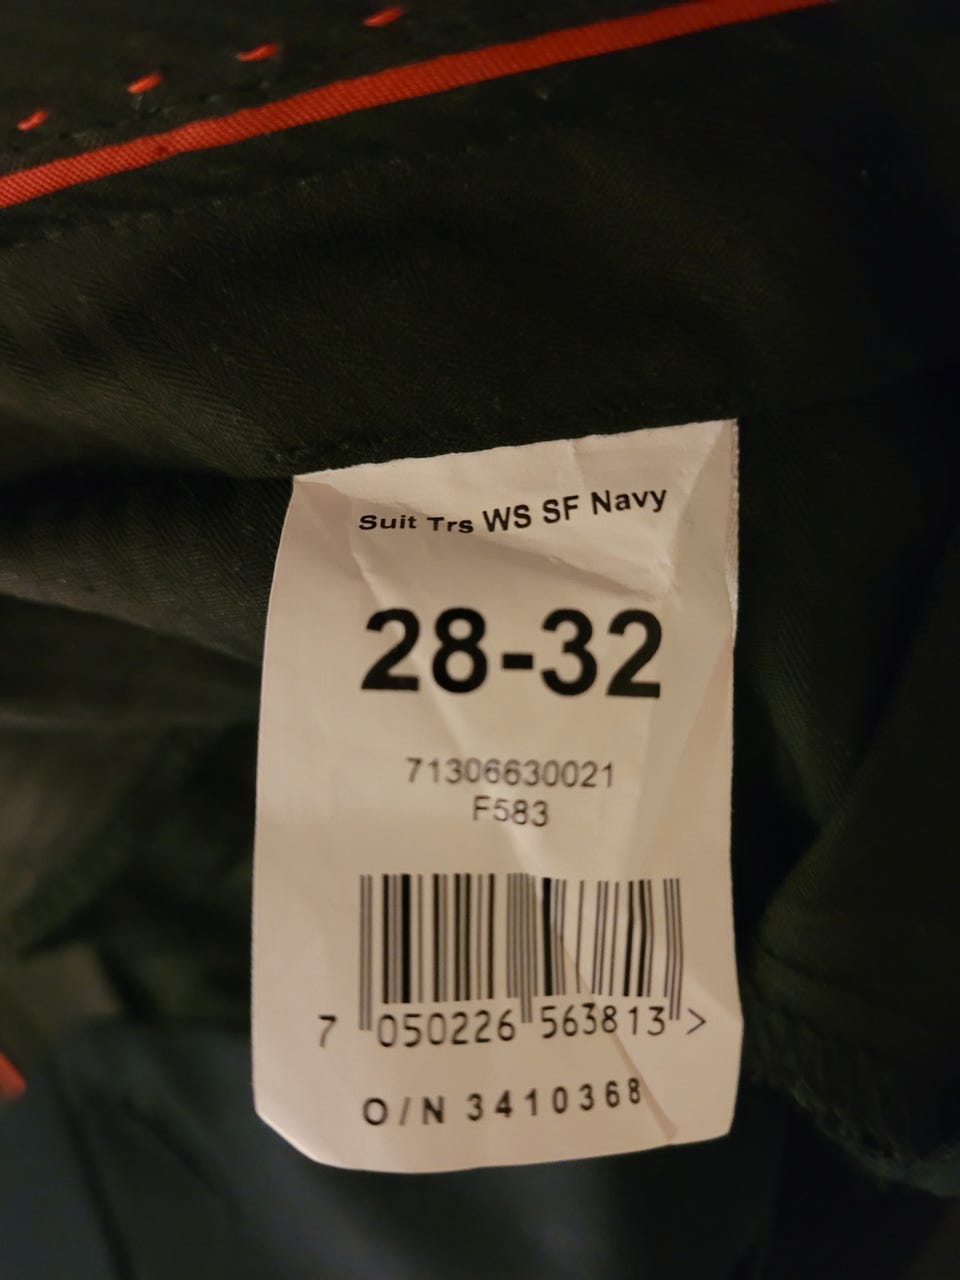 Suit Trs WS SF Navy
28-32
71306630021
F583
7 050226 563813 >
O/N 3410368